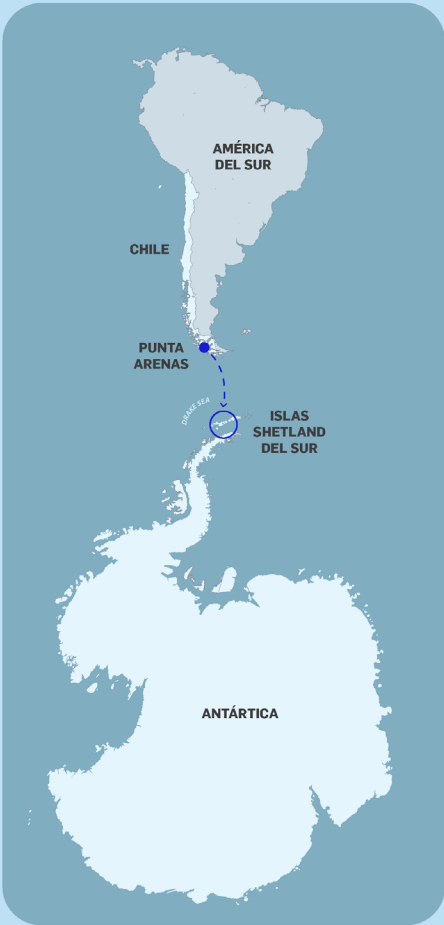 AMÉRICA
DEL SUR
CHILE
PUNTA
ARENAS
DRAKE SEA
ISLAS
SHETLAND
DEL SUR
ANTÁRTICA